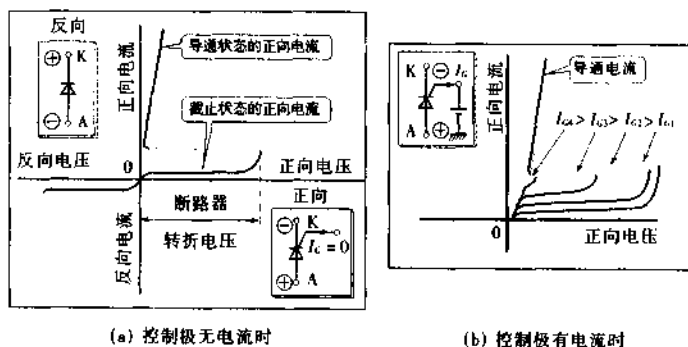 反向
⊕
K
⊖
A
正向电流
导通状态的正向电流
截止状态的正向电流
反向电压
0
正向电压
断路器
转折电压
反向电流
正向
⊖
K
I_G = 0
⊕
A
(a) 控制极无电流时
K
⊖
I_G
A
⊕
正向电流
导通电流
I_G4 > I_G3 > I_G2 > I_G1
0
正向电压
(b) 控制极有电流时